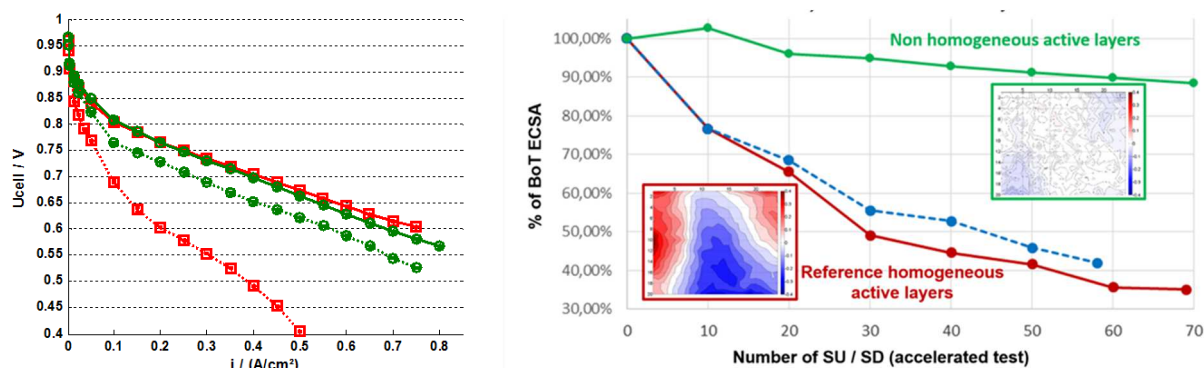 1
0.95
0.9
0.85
0.8
0.75
0.7
0.65
0.6
0.55
0.5
0.45
0.4
Ucell / V
0 0.1 0.2 0.3 0.4 0.5 0.6 0.7 0.8
i / (A/cm²)
100,00%
90,00%
80,00%
70,00%
60,00%
50,00%
40,00%
30,00%
% of BoT ECSA
Non homogeneous active layers
Reference homogeneous
active layers
0 10 20 30 40 50 60 70
Number of SU / SD (accelerated test)